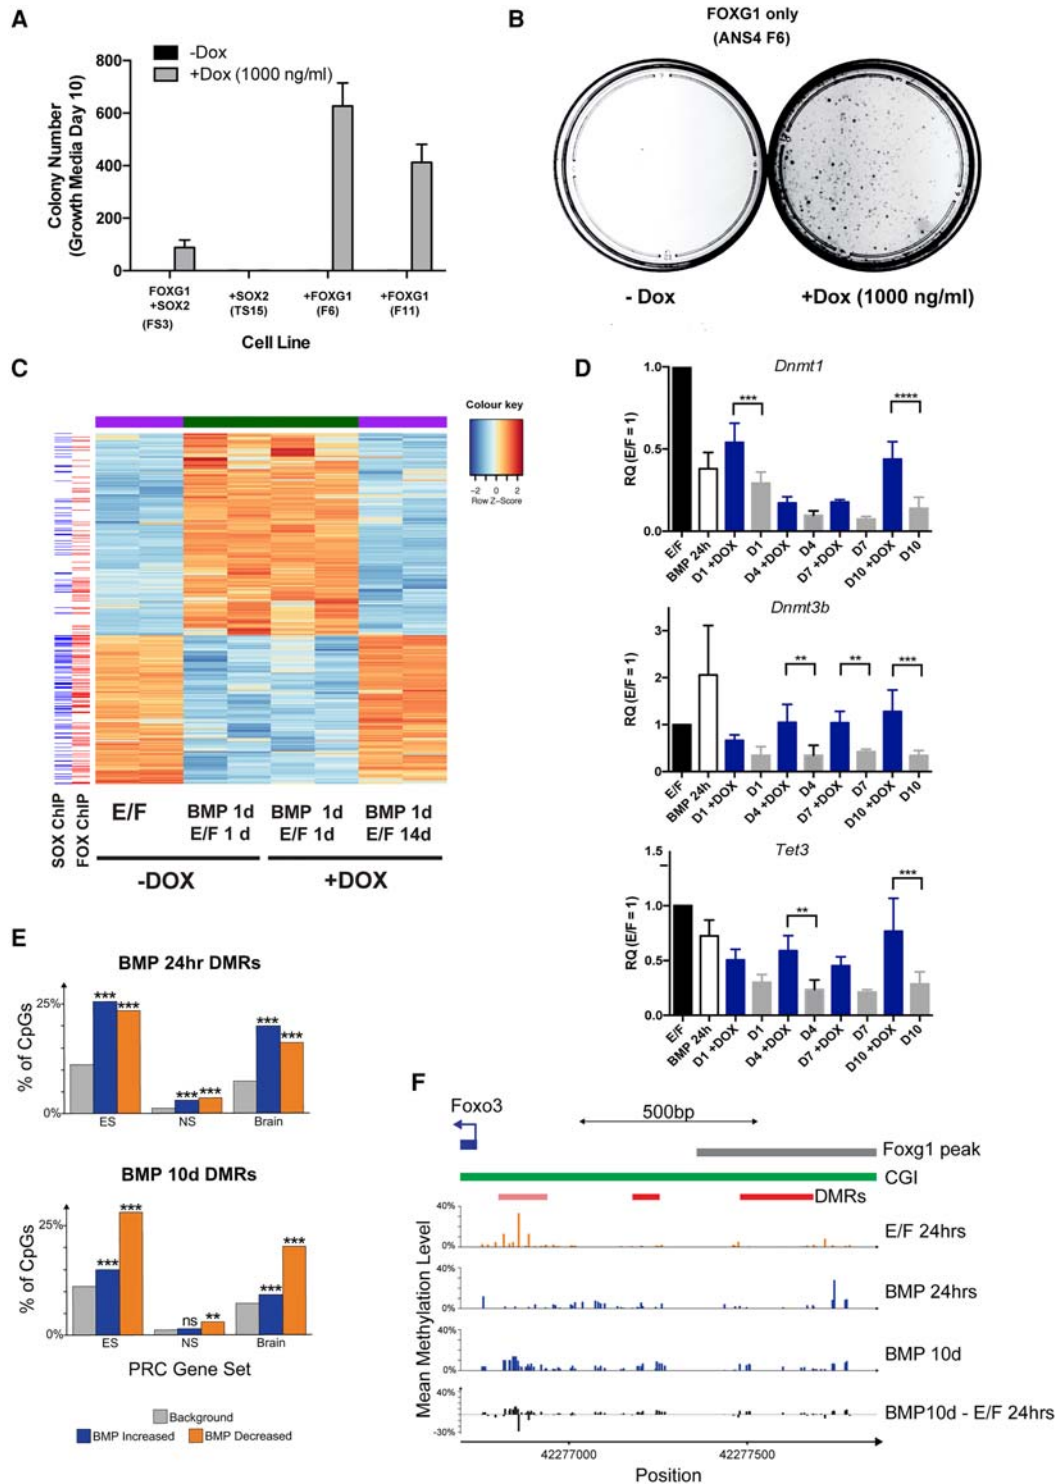 A
-Dox
+Dox (1000 ng/ml)
Colony Number
(Growth Media Day 10)
800
600
400
200
0
FOXG1
+SOX2
(FS3)
+SOX2
(TS15)
+FOXG1
(F6)
+FOXG1
(F11)
Cell Line
B
FOXG1 only
(ANS4 F6)
- Dox
+Dox (1000 ng/ml)
C
Colour key
-2 0 2
Row Z-Score
SOX ChIP
FOX ChIP
E/F
BMP 1d
E/F 1 d
BMP 1d
E/F 1d
BMP 1d
E/F 14d
-DOX
+DOX
D
Dnmt1
RQ (E/F = 1)
1.0
0.5
0.0
***
****
E/F
BMP 24h
D1 +DOX
D1
D4 +DOX
D4
D7 +DOX
D7
D10 +DOX
D10
Dnmt3b
RQ (E/F = 1)
3
2
1
0
**
**
***
E/F
BMP 24h
D1 +DOX
D1
D4 +DOX
D4
D7 +DOX
D7
D10 +DOX
D10
Tet3
RQ (E/F = 1)
1.5
1.0
0.5
0.0
**
***
E/F
BMP 24h
D1 +DOX
D1
D4 +DOX
D4
D7 +DOX
D7
D10 +DOX
D10
E
BMP 24hr DMRs
% of CpGs
25%
0%
*** ***
*** ***
*** ***
ES NS Brain
BMP 10d DMRs
% of CpGs
25%
0%
*** ***
ns **
*** ***
ES NS Brain
PRC Gene Set
Background
BMP Increased
BMP Decreased
F
Foxo3
500bp
Foxg1 peak
CGI
DMRs
Mean Methylation Level
40%
0%
E/F 24hrs
40%
0%
BMP 24hrs
40%
0%
BMP 10d
40%
-30%
BMP10d - E/F 24hrs
42277000 42277500
Position